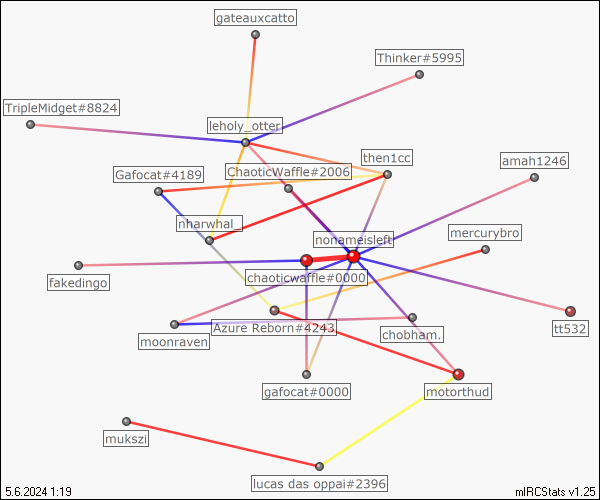 gateauxcatto
Thinker#5995
TripleMidget#8824
leholy_otter
then1cc
amah1246
Gafocat#4189
ChaoticWaffle#2006
nharwhal_
nonameisleft
mercurybro
chaoticwaffle#0000
fakedingo
Azure Reborn#4243
chobham.
tt532
moonraven
gafocat#0000
motorthud
mukszi
lucas das oppai#2396
5.6.2024 1:19
mIRCStats v1.25